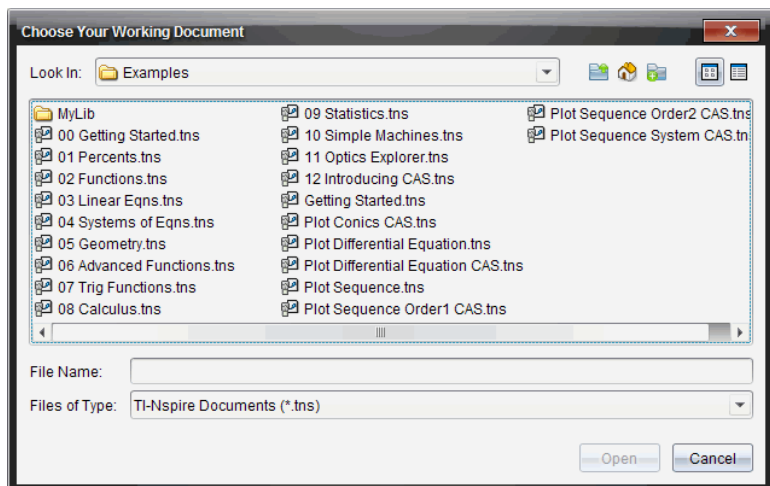 Choose Your Working Document
Look In: Examples
MyLib
00 Getting Started.tns
01 Percents.tns
02 Functions.tns
03 Linear Eqns.tns
04 Systems of Eqns.tns
05 Geometry.tns
06 Advanced Functions.tns
07 Trig Functions.tns
08 Calculus.tns
09 Statistics.tns
10 Simple Machines.tns
11 Optics Explorer.tns
12 Introducing CAS.tns
Getting Started.tns
Plot Conics CAS.tns
Plot Differential Equation.tns
Plot Differential Equation CAS.tns
Plot Sequence.tns
Plot Sequence Order1 CAS.tns
Plot Sequence Order2 CAS.tns
Plot Sequence System CAS.tn
File Name:
Files of Type: TI-Nspire Documents (*.tns)
Open Cancel